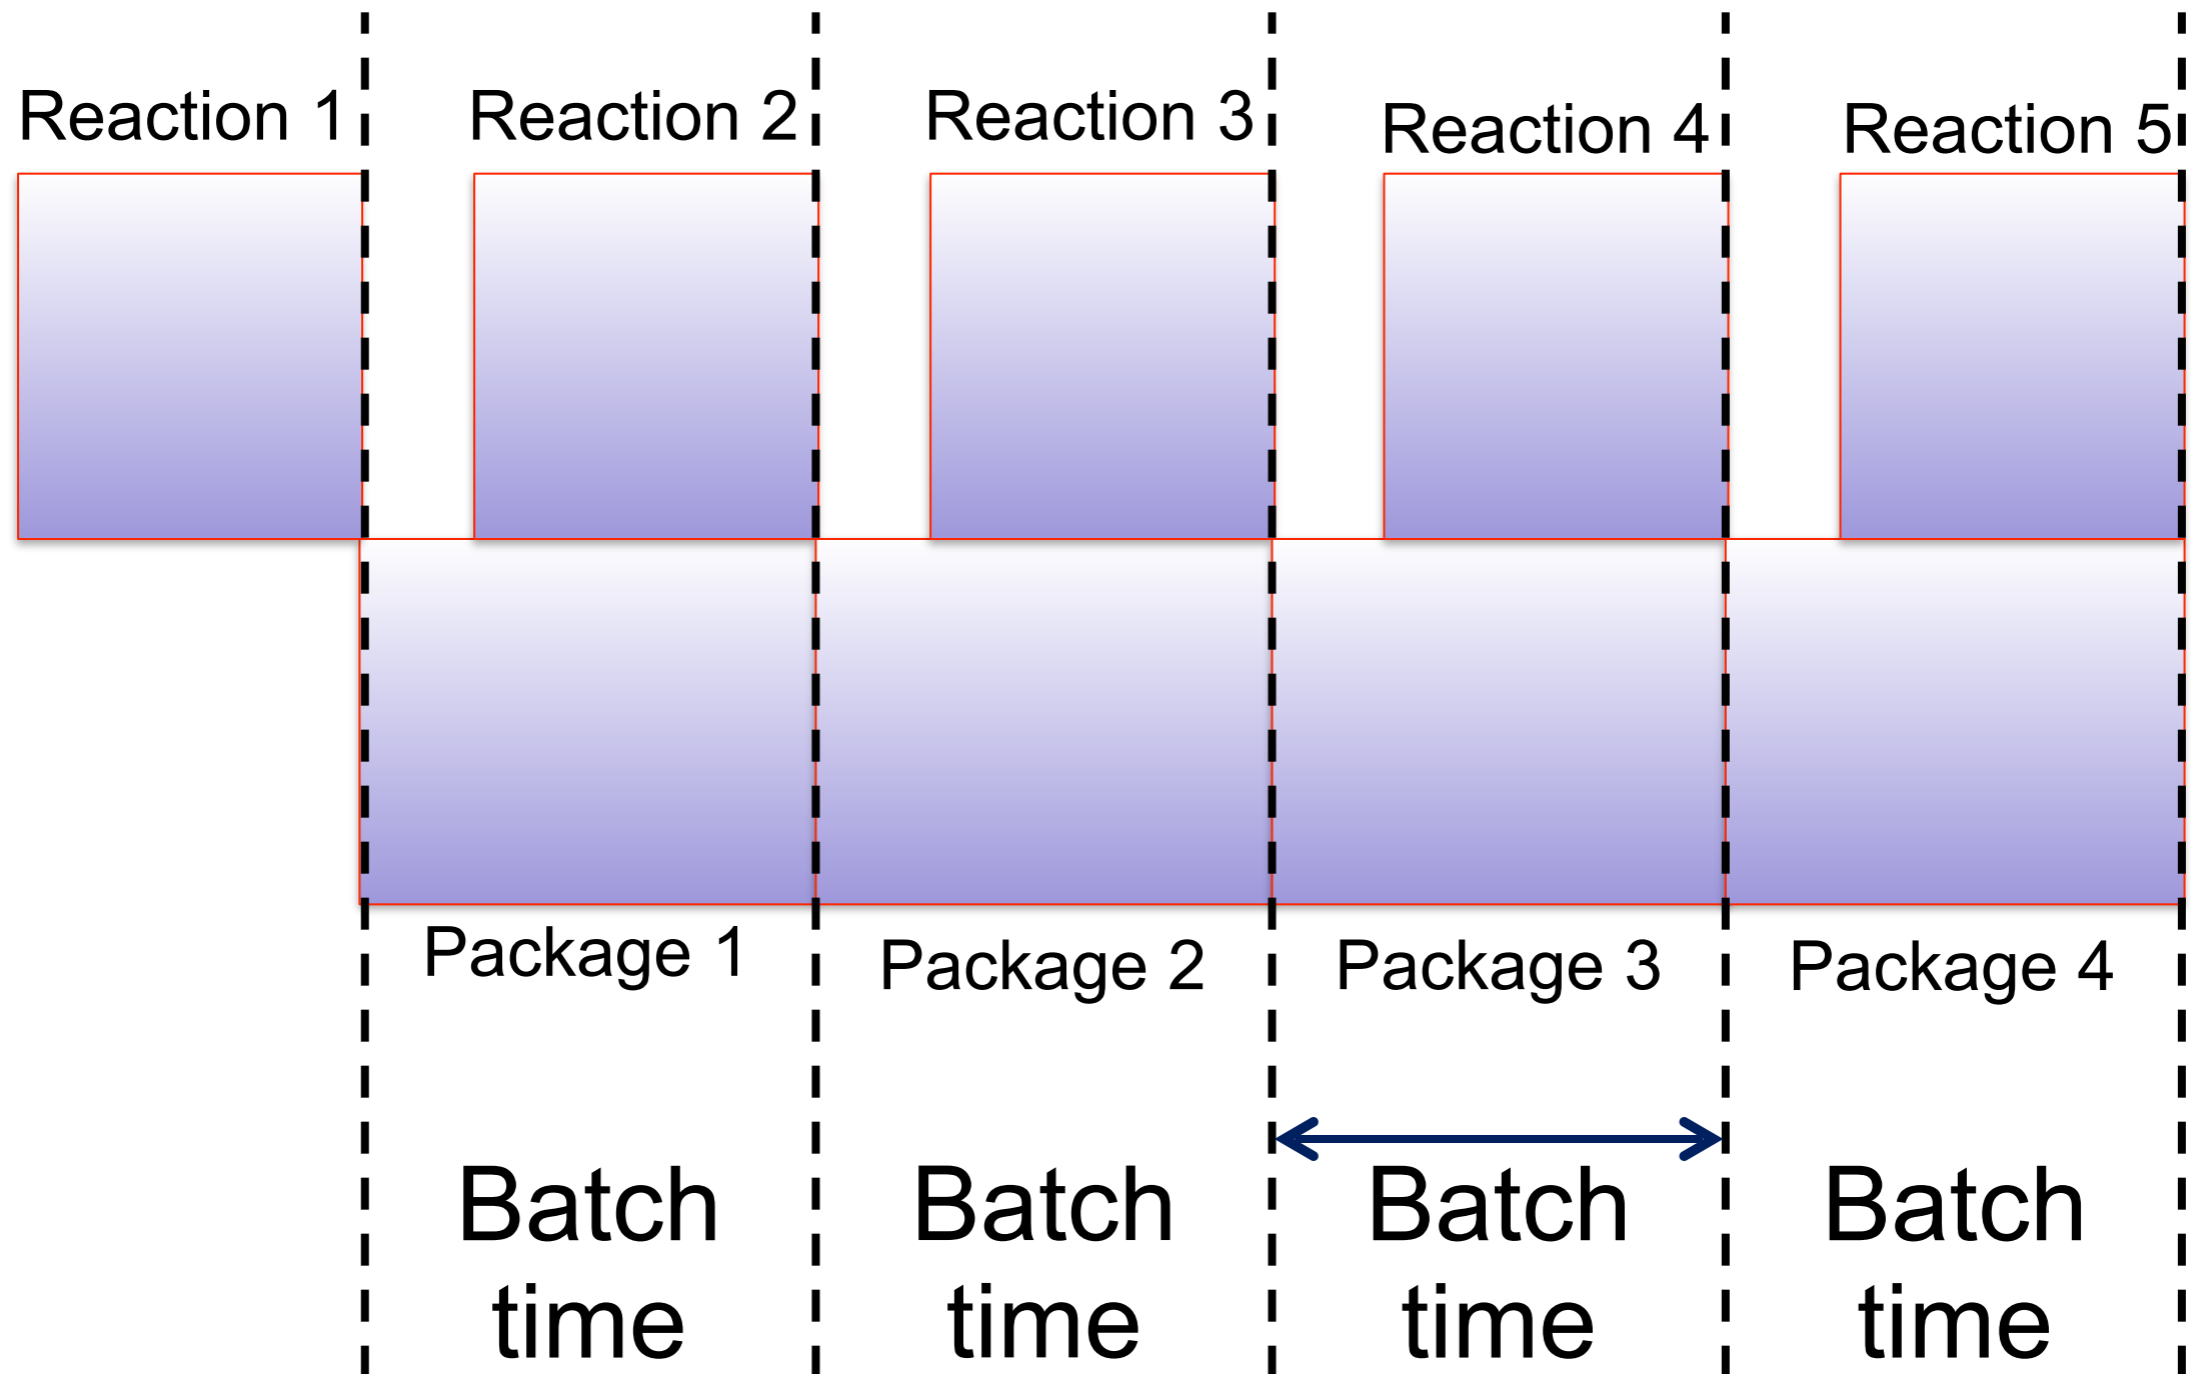 Reaction 1
Reaction 2
Reaction 3
Reaction 4
Reaction 5
Package 1
Package 2
Package 3
Package 4
Batch
time
Batch
time
Batch
time
Batch
time